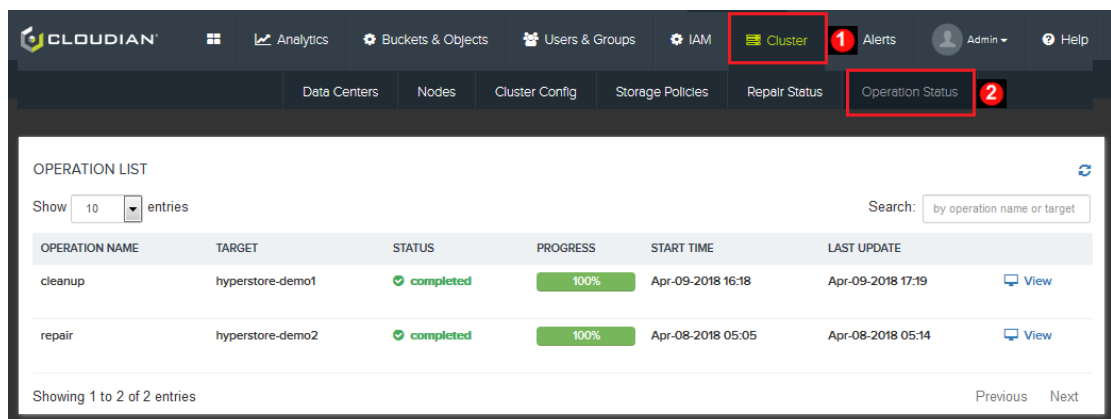 CLOUDIAN Analytics Buckets & Objects Users & Groups IAM Cluster 1 Alerts Admin Help
Data Centers Nodes Cluster Config Storage Policies Repair Status Operation Status 2
OPERATION LIST
Show 10 entries Search: by operation name or target
OPERATION NAME TARGET STATUS PROGRESS START TIME LAST UPDATE
cleanup hyperstore-demo1 completed 100% Apr-09-2018 16:18 Apr-09-2018 17:19 View
repair hyperstore-demo2 completed 100% Apr-08-2018 05:05 Apr-08-2018 05:14 View
Showing 1 to 2 of 2 entries Previous Next